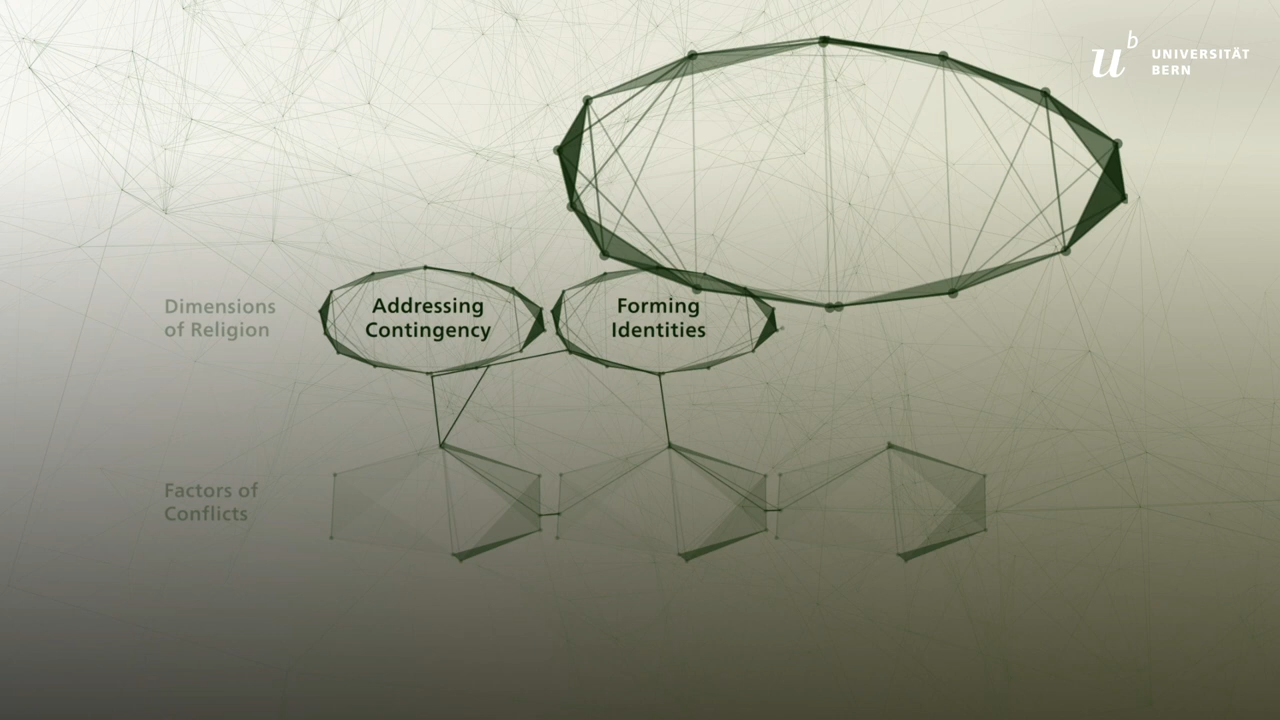 u b UNIVERSITÄT
BERN
Dimensions
of Religion
Addressing
Contingency
Forming
Identities
Factors of
Conflicts